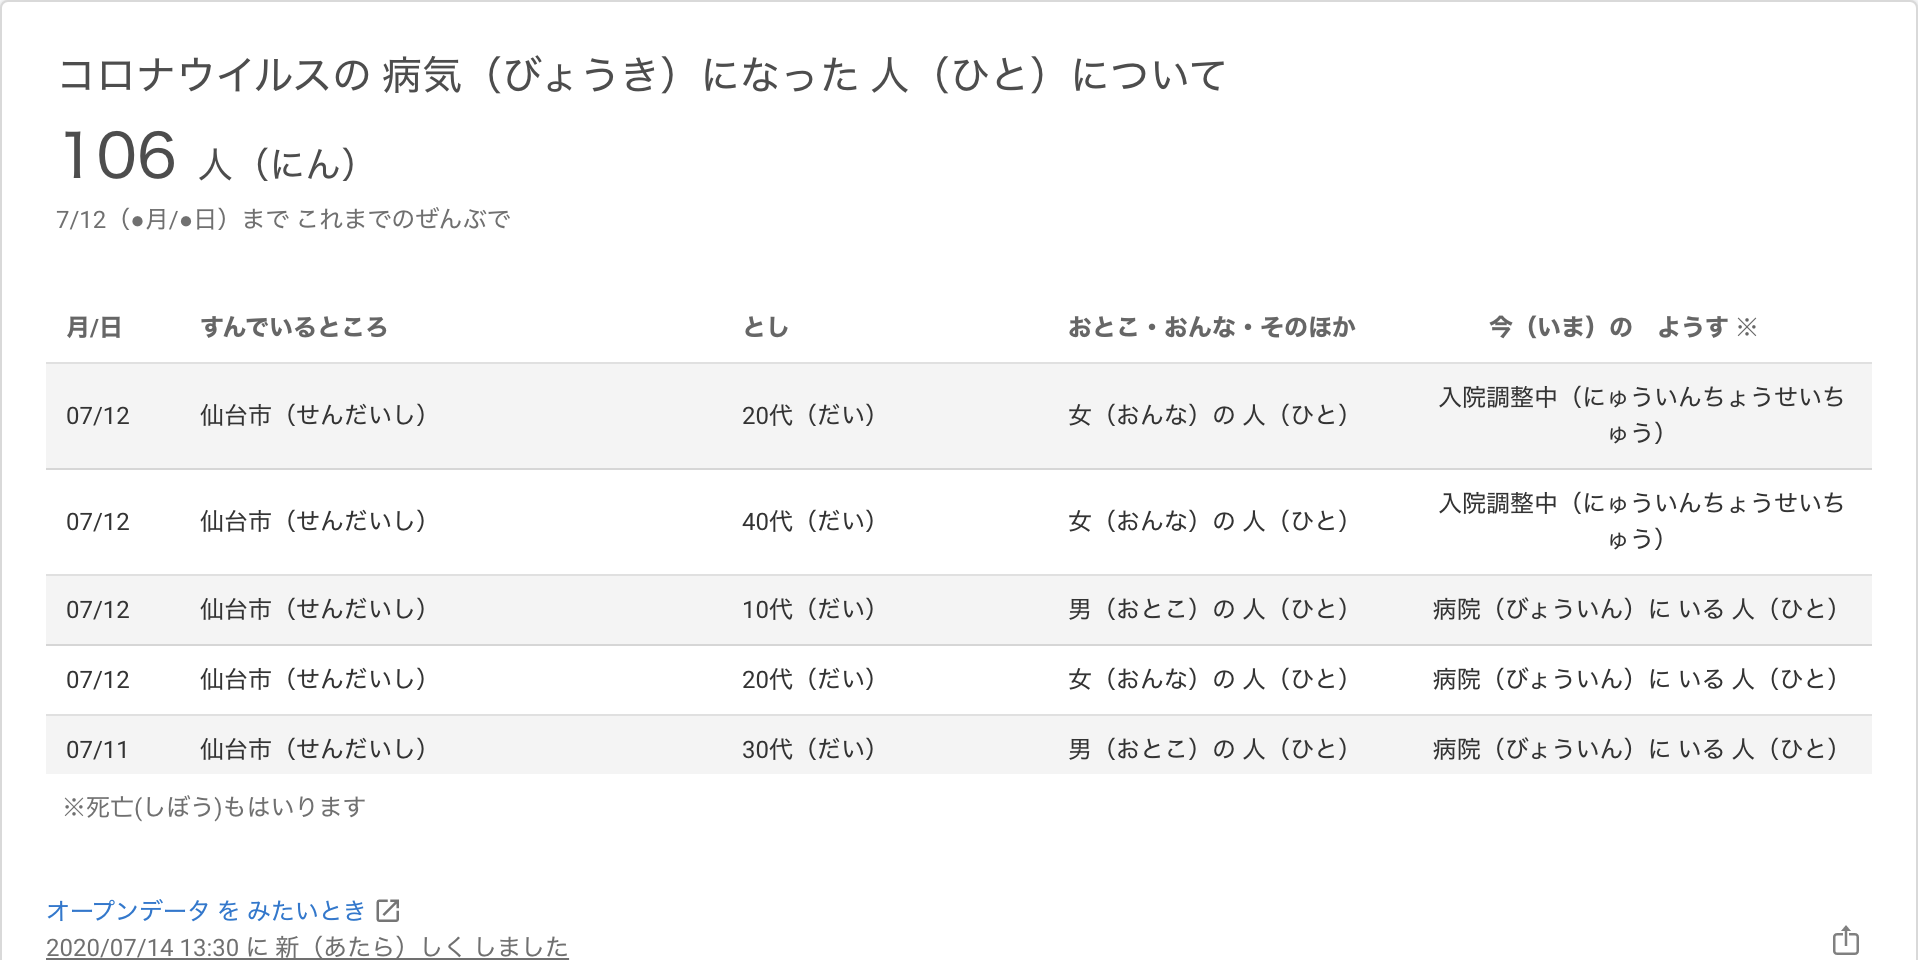 コロナウイルスの 病気（びょうき）になった 人（ひと）について
106 人（にん）
7/12（●月/●日）まで これまでのぜんぶで
月/日 すんでいるところ とし おとこ・おんな・そのほか 今（いま）の　ようす ※
07/12 仙台市（せんだいし） 20代（だい） 女（おんな）の 人（ひと） 入院調整中（にゅういんちょうせいち
ゅう）
07/12 仙台市（せんだいし） 40代（だい） 女（おんな）の 人（ひと） 入院調整中（にゅういんちょうせいち
ゅう）
07/12 仙台市（せんだいし） 10代（だい） 男（おとこ）の 人（ひと） 病院（びょういん）に いる 人（ひと）
07/12 仙台市（せんだいし） 20代（だい） 女（おんな）の 人（ひと） 病院（びょういん）に いる 人（ひと）
07/11 仙台市（せんだいし） 30代（だい） 男（おとこ）の 人（ひと） 病院（びょういん）に いる 人（ひと）
※死亡(しぼう)もはいります
オープンデータ を みたいとき
2020/07/14 13:30 に 新（あたら）しく しました